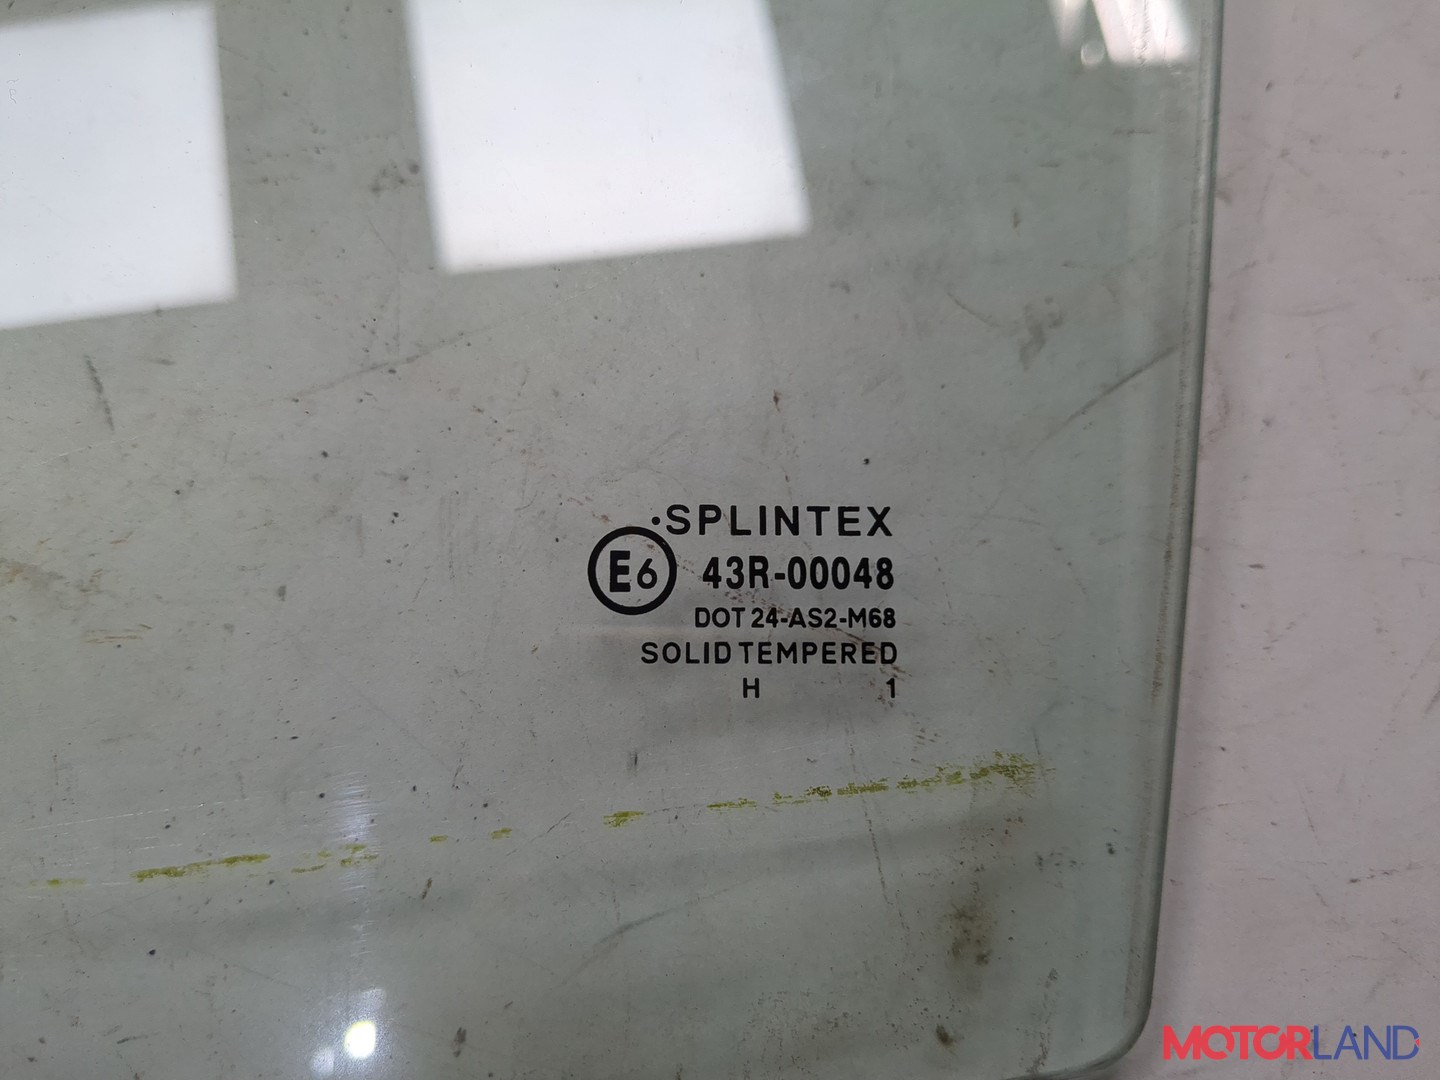 ·SPLINTEX
E6 43R-00048
DOT 24-AS2-M68
SOLID TEMPERED
H 1
MOTORLAND